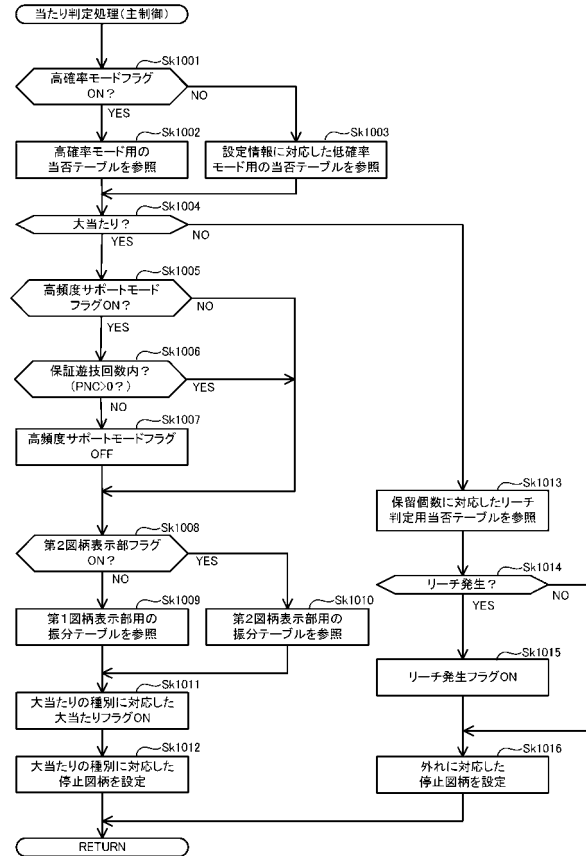 当たり判定処理(主制御)
Sk1001
高確率モードフラグ
ON?
NO
YES
Sk1002
高確率モード用の
当否テーブルを参照
Sk1003
設定情報に対応した低確率
モード用の当否テーブルを参照
Sk1004
大当たり?
NO
YES
Sk1005
高頻度サポートモード
フラグON?
NO
YES
Sk1006
保証遊技回数内?
(PNC>0?)
YES
NO
Sk1007
高頻度サポートモードフラグ
OFF
Sk1008
第2図柄表示部フラグ
ON?
YES
NO
Sk1009
第1図柄表示部用の
振分テーブルを参照
Sk1010
第2図柄表示部用の
振分テーブルを参照
Sk1011
大当たりの種別に対応した
大当たりフラグON
Sk1012
大当たりの種別に対応した
停止図柄を設定
Sk1013
保留個数に対応したリーチ
判定用当否テーブルを参照
Sk1014
リーチ発生?
NO
YES
Sk1015
リーチ発生フラグON
Sk1016
外れに対応した
停止図柄を設定
RETURN